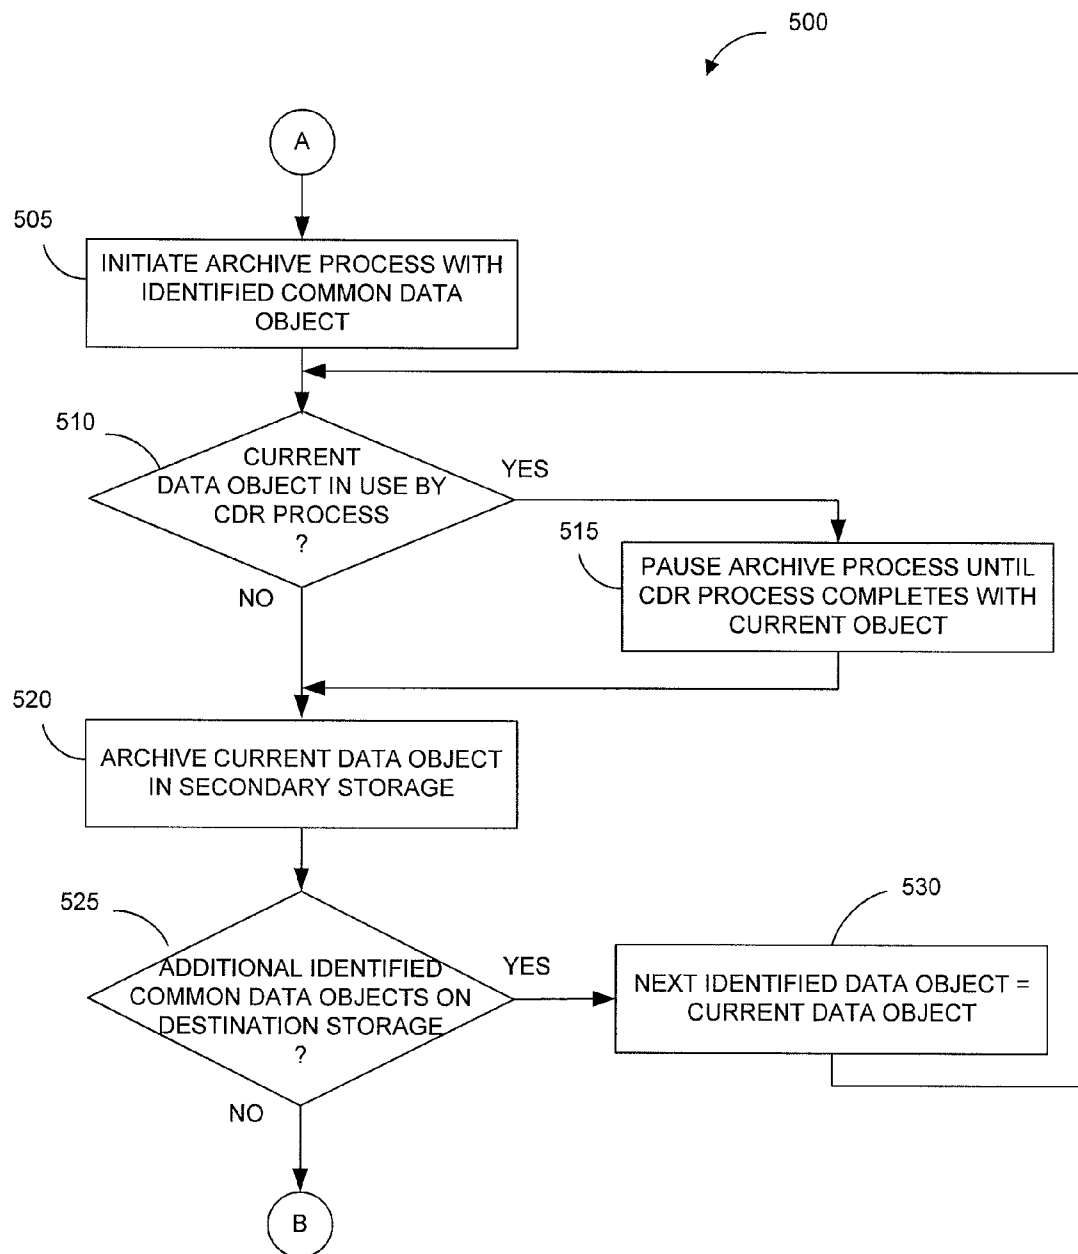 500
A
505
INITIATE ARCHIVE PROCESS WITH
IDENTIFIED COMMON DATA
OBJECT
510
CURRENT
DATA OBJECT IN USE BY
CDR PROCESS
?
YES
NO
515
PAUSE ARCHIVE PROCESS UNTIL
CDR PROCESS COMPLETES WITH
CURRENT OBJECT
520
ARCHIVE CURRENT DATA OBJECT
IN SECONDARY STORAGE
525
ADDITIONAL IDENTIFIED
COMMON DATA OBJECTS ON
DESTINATION STORAGE
?
YES
NO
530
NEXT IDENTIFIED DATA OBJECT =
CURRENT DATA OBJECT
B